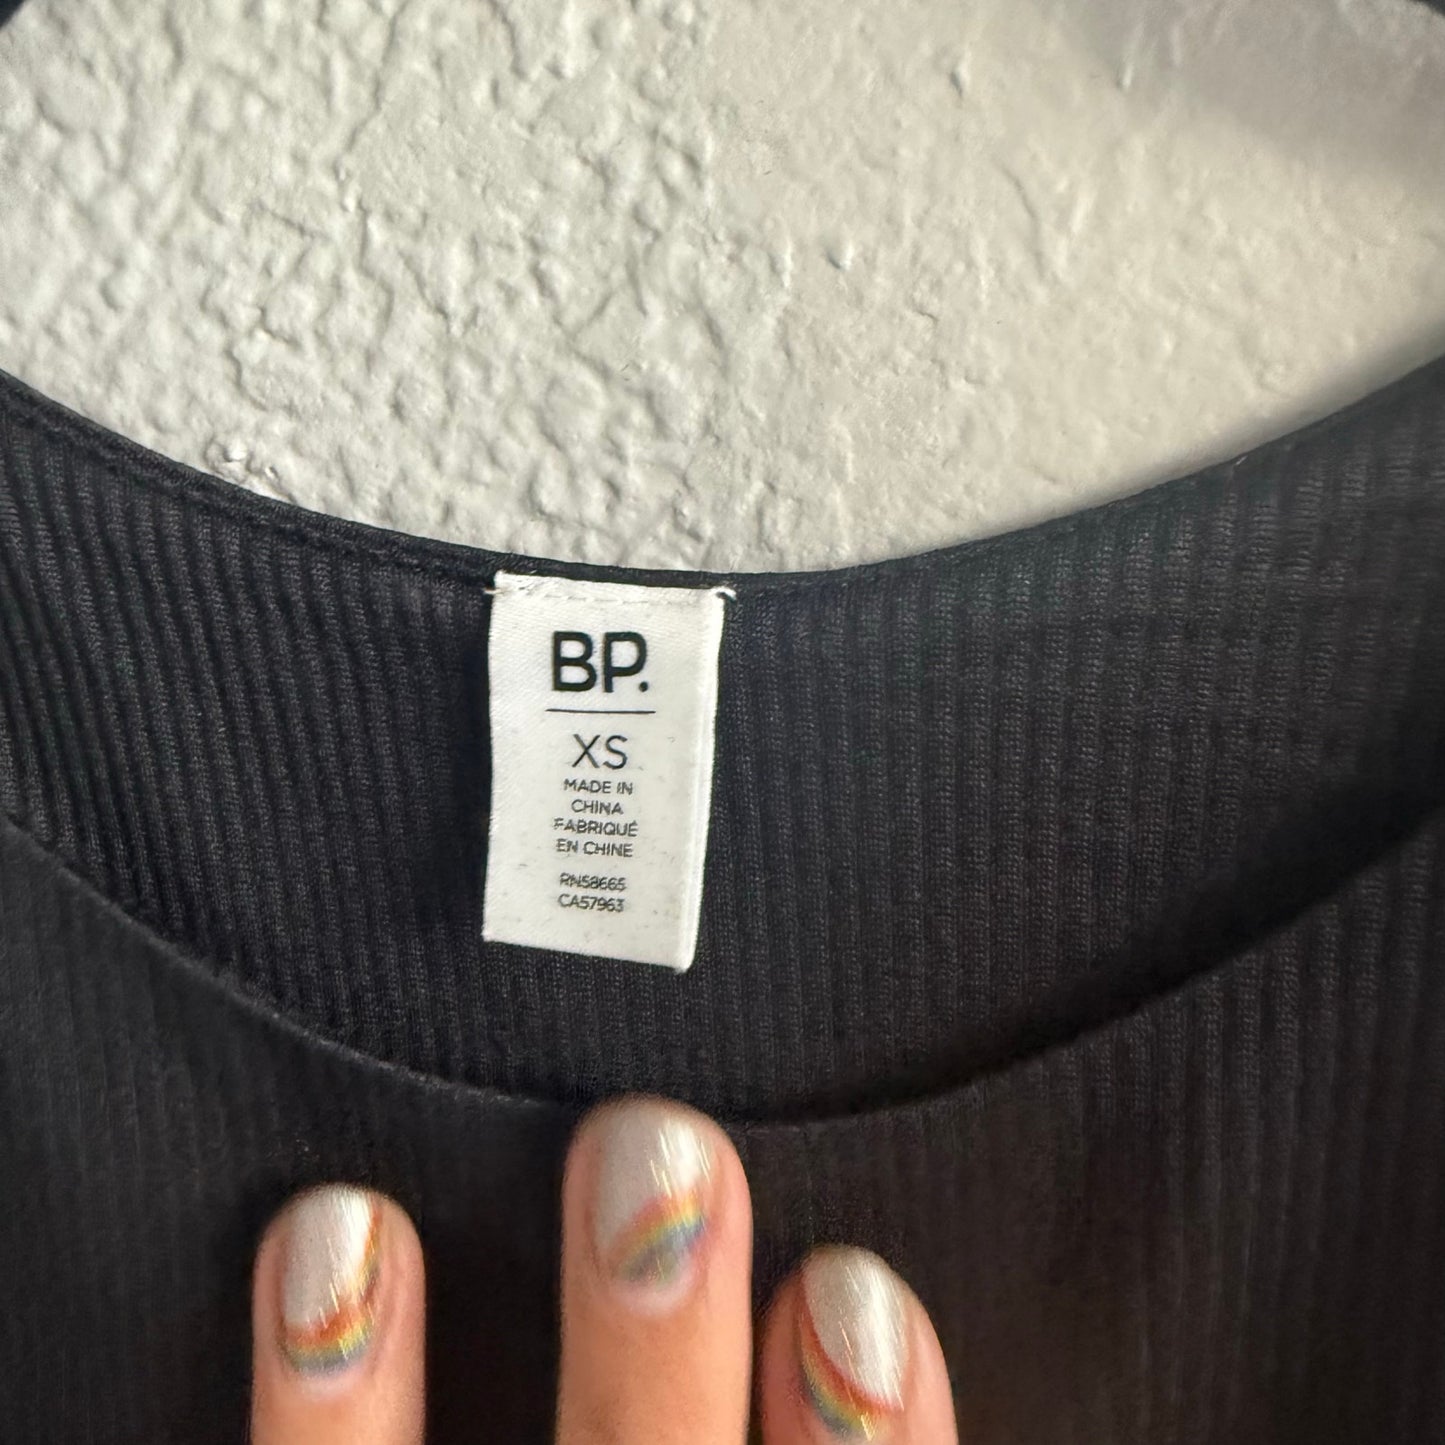 BP.
XS
MADE IN
CHINA
FABRIQUÉ
EN CHINE
RN58665
CA57963